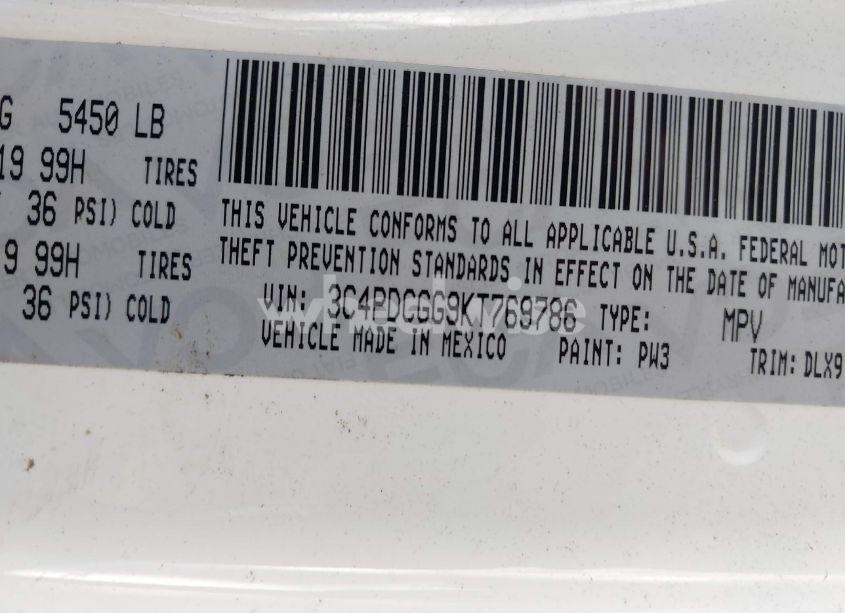 G 5450 LB
19 99H TIRES
36 PSI) COLD
9 99H TIRES
36 PSI) COLD
THIS VEHICLE CONFORMS TO ALL APPLICABLE U.S.A. FEDERAL MOT
THEFT PREVENTION STANDARDS IN EFFECT ON THE DATE OF MANUFA
VIN: 3C4PDCGG9KT769786 TYPE: MPV
VEHICLE MADE IN MEXICO PAINT: PW3 TRIM: DLX9